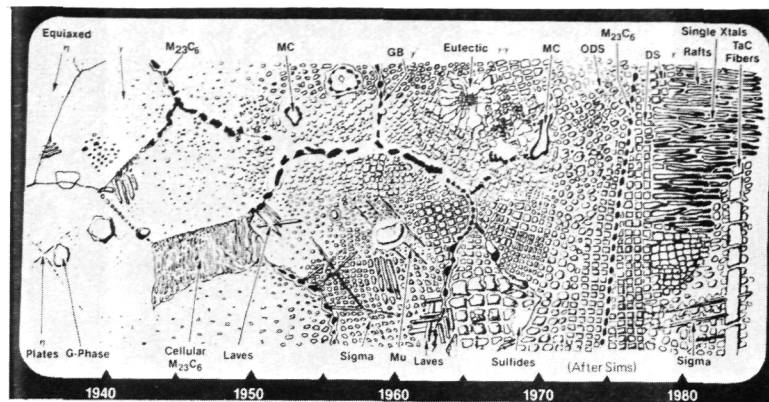 Equiaxed
η
γ
M₂₃C₆
MC
GB γ
Eutectic γγ
MC
ODS
M₂₃C₆
DS γ
Single Xtals
Rafts
TaC
Fibers
η
Plates
G-Phase
Cellular
M₂₃C₆
Laves
Sigma
Mu
Laves
Sulfides
(After Sims)
Sigma
1940
1950
1960
1970
1980